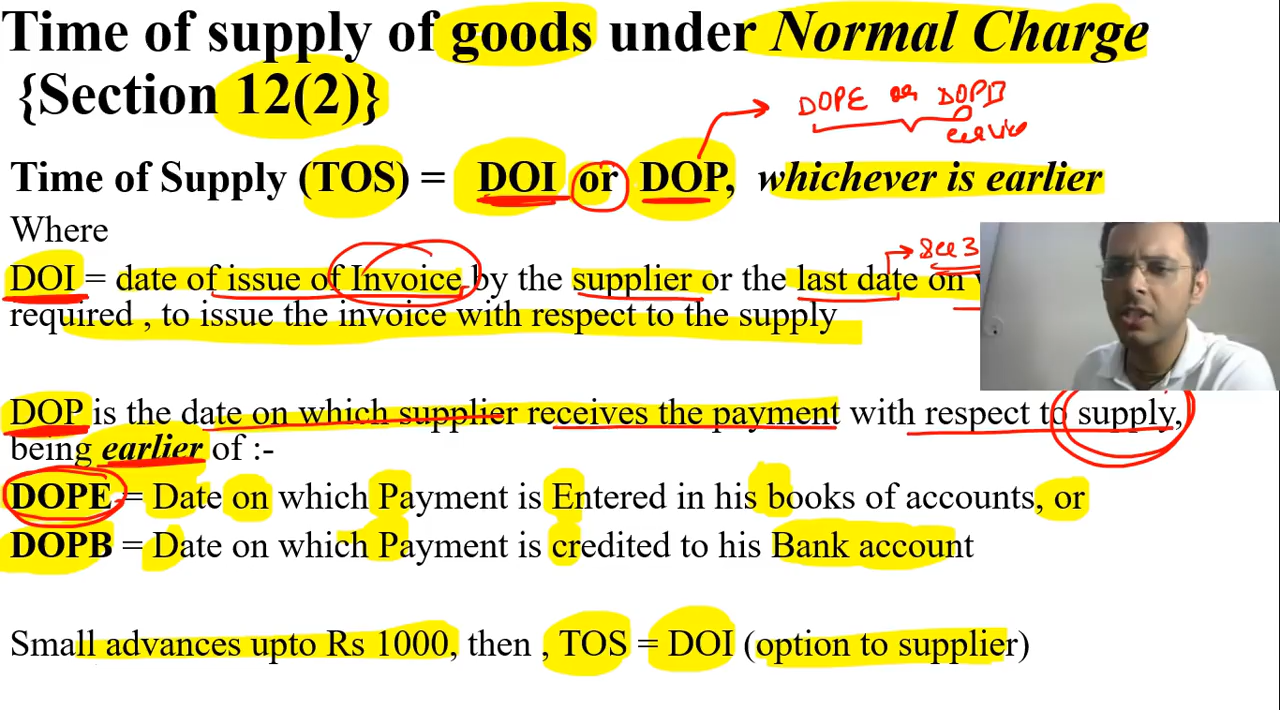 Time of supply of goods under Normal Charge
{Section 12(2)}
DOPE or DOPB
earlier
Time of Supply (TOS) = DOI or DOP, whichever is earlier
Where
See 3
DOI = date of issue of Invoice by the supplier or the last date on
required , to issue the invoice with respect to the supply
DOP is the date on which supplier receives the payment with respect to supply,
being earlier of :-
DOPE = Date on which Payment is Entered in his books of accounts, or
DOPB = Date on which Payment is credited to his Bank account
Small advances upto Rs 1000, then , TOS = DOI (option to supplier)